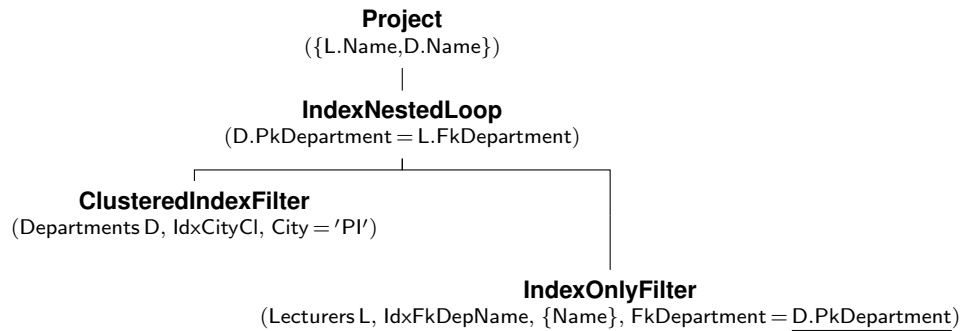 Project
({L.Name,D.Name})
IndexNestedLoop
(D.PkDepartment = L.FkDepartment)
ClusteredIndexFilter
(Departments D, IdxCityCl, City = ′PI′)
IndexOnlyFilter
(Lecturers L, IdxFkDepName, {Name}, FkDepartment = D.PkDepartment)